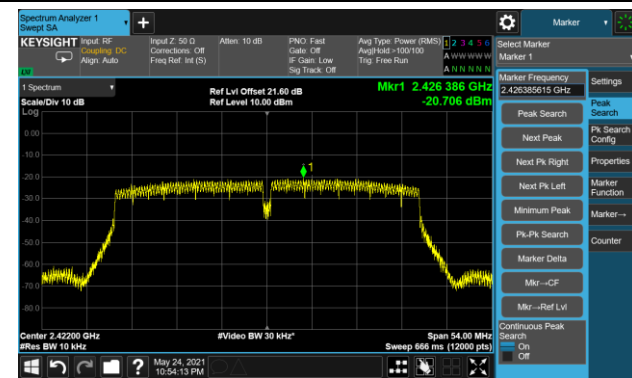 Spectrum Analyzer 1
Swept SA
+
Marker
KEYSIGHT
Input: RF
Coupling: DC
Align: Auto
Input Z: 50 Ω
Corrections: Off
Freq Ref: Int (S)
Atten: 10 dB
PNO: Fast
Gate: Off
IF Gain: Low
Sig Track: Off
Avg Type: Power (RMS)
Avg|Hold:>100/100
Trig: Free Run
1 2 3 4 5 6
A W W W W W
A N N N N N
LXI
Select Marker
Marker 1
1 Spectrum
Scale/Div 10 dB
Log
Ref Lvl Offset 21.60 dB
Ref Level 10.00 dBm
Mkr1 2.426 386 GHz
-20.706 dBm
0.00
-10.0
-20.0
-30.0
-40.0
-50.0
-60.0
-70.0
-80.0
1
Center 2.42200 GHz
#Res BW 10 kHz
#Video BW 30 kHz*
Span 54.00 MHz
Sweep 666 ms (12000 pts)
May 24, 2021
10:54:13 PM
Marker Frequency
2.426385615 GHz
Peak Search
Next Peak
Next Pk Right
Next Pk Left
Minimum Peak
Pk-Pk Search
Marker Delta
Mkr→CF
Mkr→Ref Lvl
Continuous Peak
Search
On
Off
Settings
Peak
Search
Pk Search
Config
Properties
Marker
Function
Marker→
Counter